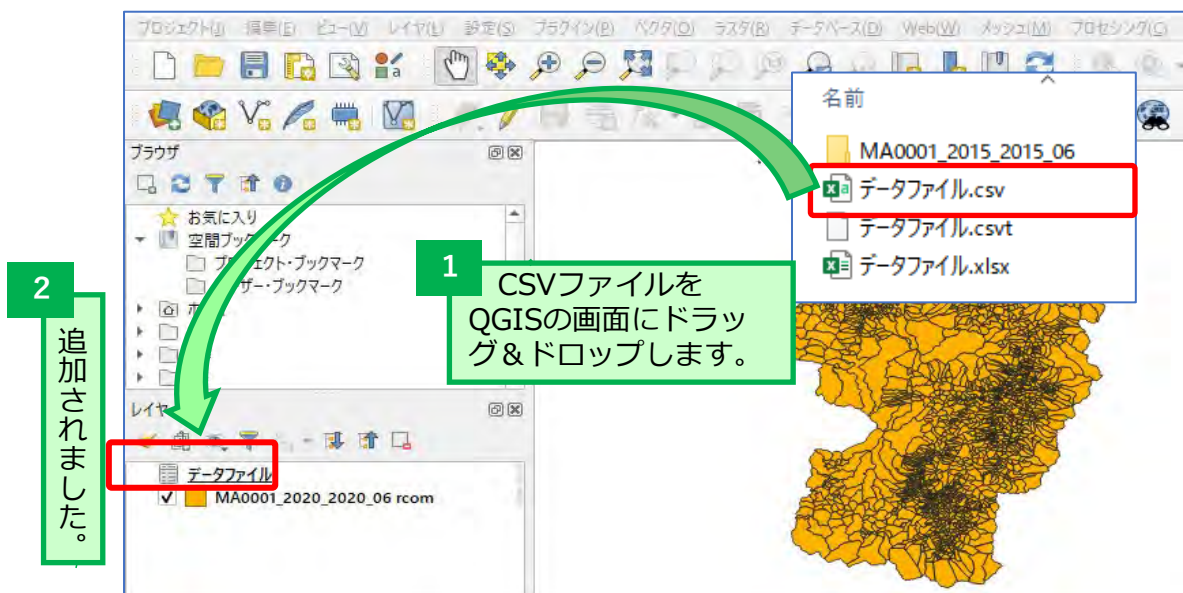 プロジェクト(J) 編集(E) ビュー(V) レイヤ(L) 設定(S) プラグイン(P) ベクタ(O) ラスタ(R) データベース(D) Web(W) メッシュ(M) プロセシング(C)
名前
MA0001_2015_2015_06
データファイル.csv
データファイル.csvt
データファイル.xlsx
ブラウザ
お気に入り
空間ブックマーク
プロジェクト・ブックマーク
ザー・ブックマーク
1
CSVファイルを
QGISの画面にドラッ
グ＆ドロップします。
2
追加されました。
レイヤ
データファイル
MA0001_2020_2020_06 rcom